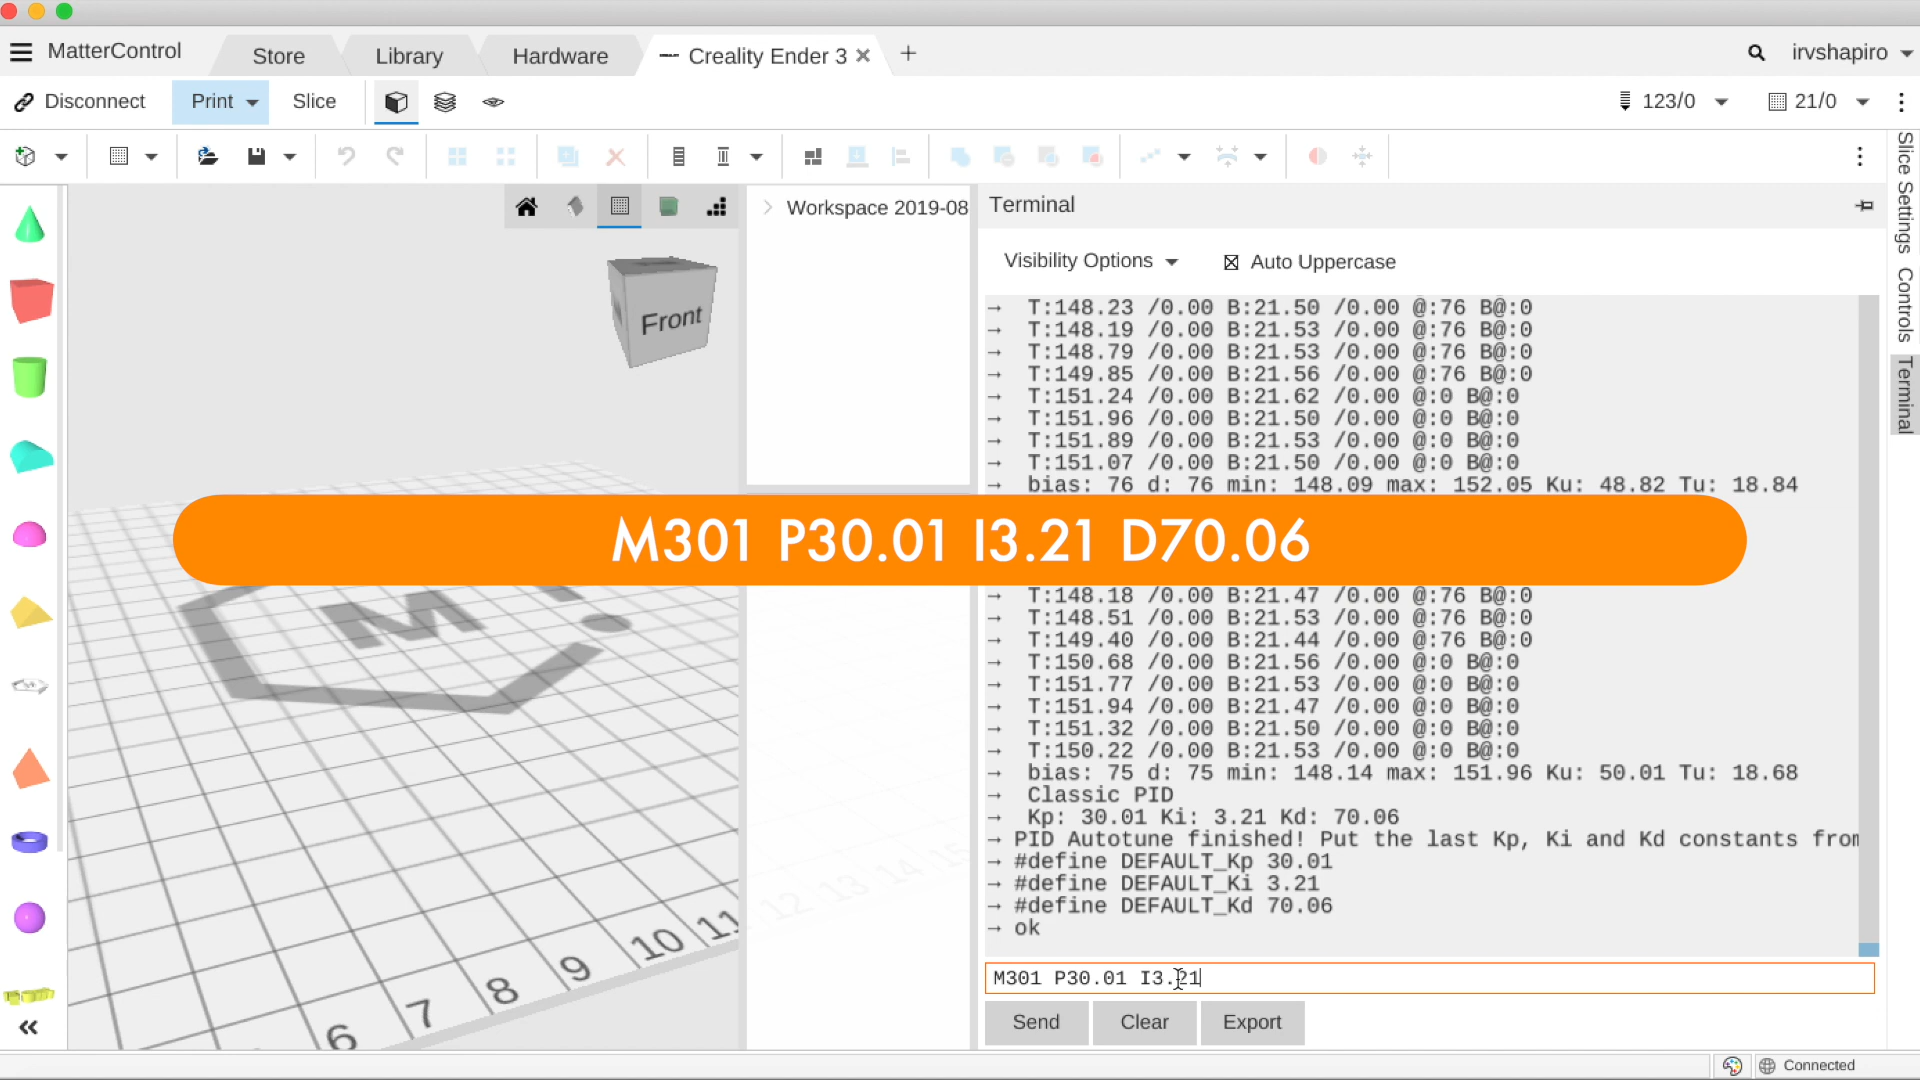 MatterControl
Store
Library
Hardware
Creality Ender 3
irvshapiro
Disconnect
Print
Slice
123/0
21/0
Slice Settings
Controls
Terminal
Front
Workspace 2019-08
Terminal
Visibility Options
Auto Uppercase
→ T:148.23 /0.00 B:21.50 /0.00 @:76 B@:0
→ T:148.19 /0.00 B:21.53 /0.00 @:76 B@:0
→ T:148.79 /0.00 B:21.53 /0.00 @:76 B@:0
→ T:149.85 /0.00 B:21.56 /0.00 @:76 B@:0
→ T:151.24 /0.00 B:21.62 /0.00 @:0 B@:0
→ T:151.96 /0.00 B:21.50 /0.00 @:0 B@:0
→ T:151.89 /0.00 B:21.53 /0.00 @:0 B@:0
→ T:151.07 /0.00 B:21.50 /0.00 @:0 B@:0
→ bias: 76 d: 76 min: 148.09 max: 152.05 Ku: 48.82 Tu: 18.84
M301 P30.01 I3.21 D70.06
→ T:148.18 /0.00 B:21.47 /0.00 @:76 B@:0
→ T:148.51 /0.00 B:21.53 /0.00 @:76 B@:0
→ T:149.40 /0.00 B:21.44 /0.00 @:76 B@:0
→ T:150.68 /0.00 B:21.56 /0.00 @:0 B@:0
→ T:151.77 /0.00 B:21.53 /0.00 @:0 B@:0
→ T:151.94 /0.00 B:21.47 /0.00 @:0 B@:0
→ T:151.32 /0.00 B:21.50 /0.00 @:0 B@:0
→ T:150.22 /0.00 B:21.53 /0.00 @:0 B@:0
→ bias: 75 d: 75 min: 148.14 max: 151.96 Ku: 50.01 Tu: 18.68
→ Classic PID
→ Kp: 30.01 Ki: 3.21 Kd: 70.06
→ PID Autotune finished! Put the last Kp, Ki and Kd constants from
→ #define DEFAULT_Kp 30.01
→ #define DEFAULT_Ki 3.21
→ #define DEFAULT_Kd 70.06
→ ok
M301 P30.01 I3.21
Send
Clear
Export
M
6 7 8 9 10 11 12 13 14 15
Connected